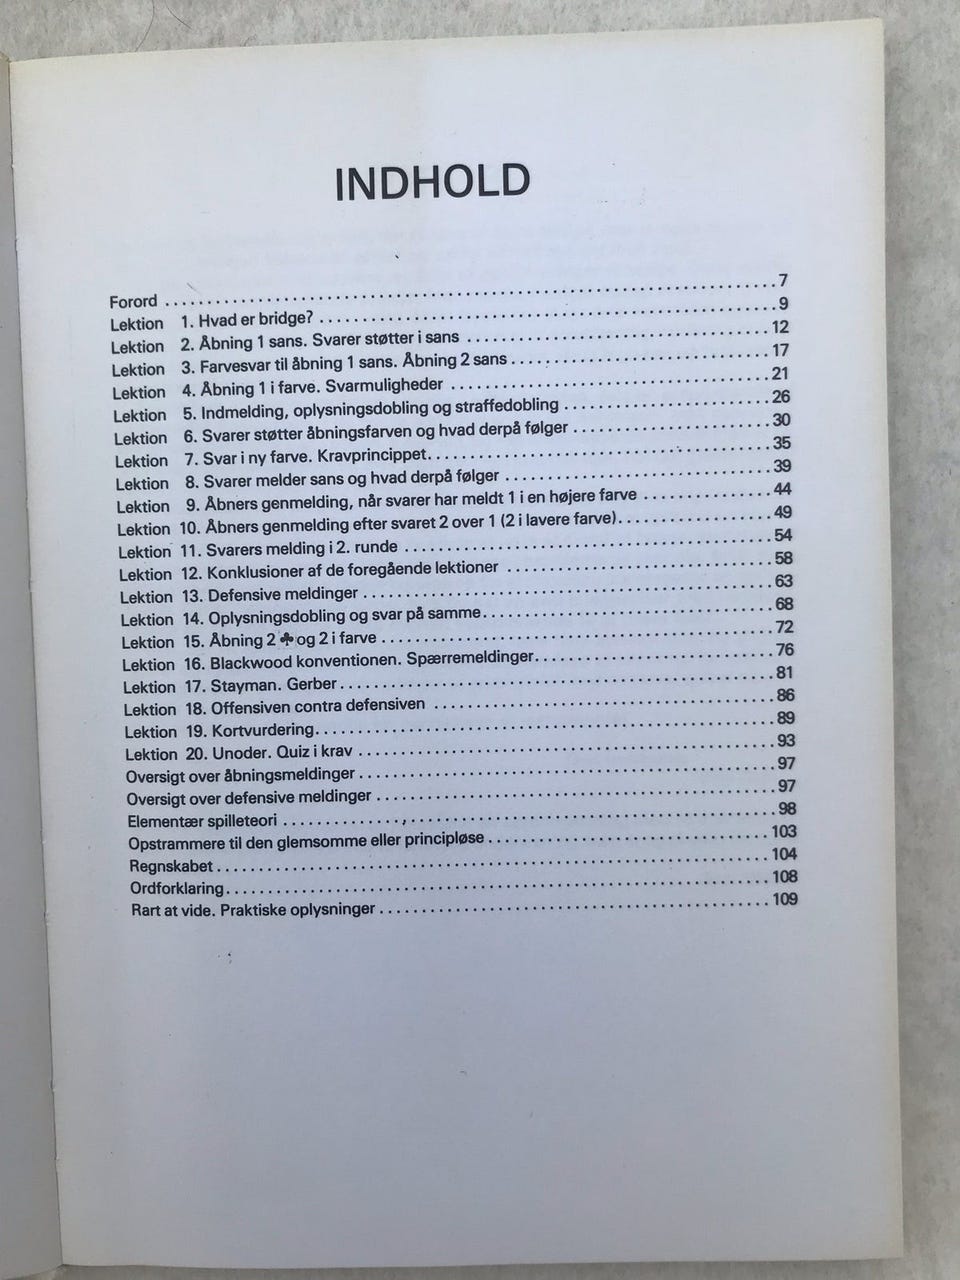 INDHOLD
Forord ........ 7
Lektion 1. Hvad er bridge? ........ 9
Lektion 2. Åbning 1 sans. Svarer støtter i sans ........ 12
Lektion 3. Farvesvar til åbning 1 sans. Åbning 2 sans ........ 17
Lektion 4. Åbning 1 i farve. Svarmuligheder ........ 21
Lektion 5. Indmelding, oplysningsdobling og straffedobling ........ 26
Lektion 6. Svarer støtter åbningsfarven og hvad derpå følger ........ 30
Lektion 7. Svar i ny farve. Kravprincippet ........ 35
Lektion 8. Svarer melder sans og hvad derpå følger ........ 39
Lektion 9. Åbners genmelding, når svarer har meldt 1 i en højere farve ........ 44
Lektion 10. Åbners genmelding efter svaret 2 over 1 (2 i lavere farve) ........ 49
Lektion 11. Svarers melding i 2. runde ........ 54
Lektion 12. Konklusioner af de foregående lektioner ........ 58
Lektion 13. Defensive meldinger ........ 63
Lektion 14. Oplysningsdobling og svar på samme ........ 68
Lektion 15. Åbning 2 ♣ og 2 i farve ........ 72
Lektion 16. Blackwood konventionen. Spærremeldinger ........ 76
Lektion 17. Stayman. Gerber ........ 81
Lektion 18. Offensiven contra defensiven ........ 86
Lektion 19. Kortvurdering ........ 89
Lektion 20. Unoder. Quiz i krav ........ 93
Oversigt over åbningsmeldinger ........ 97
Oversigt over defensive meldinger ........ 97
Elementær spilleteori ........ 98
Opstrammere til den glemsomme eller principløse ........ 103
Regnskabet ........ 104
Ordforklaring ........ 108
Rart at vide. Praktiske oplysninger ........ 109